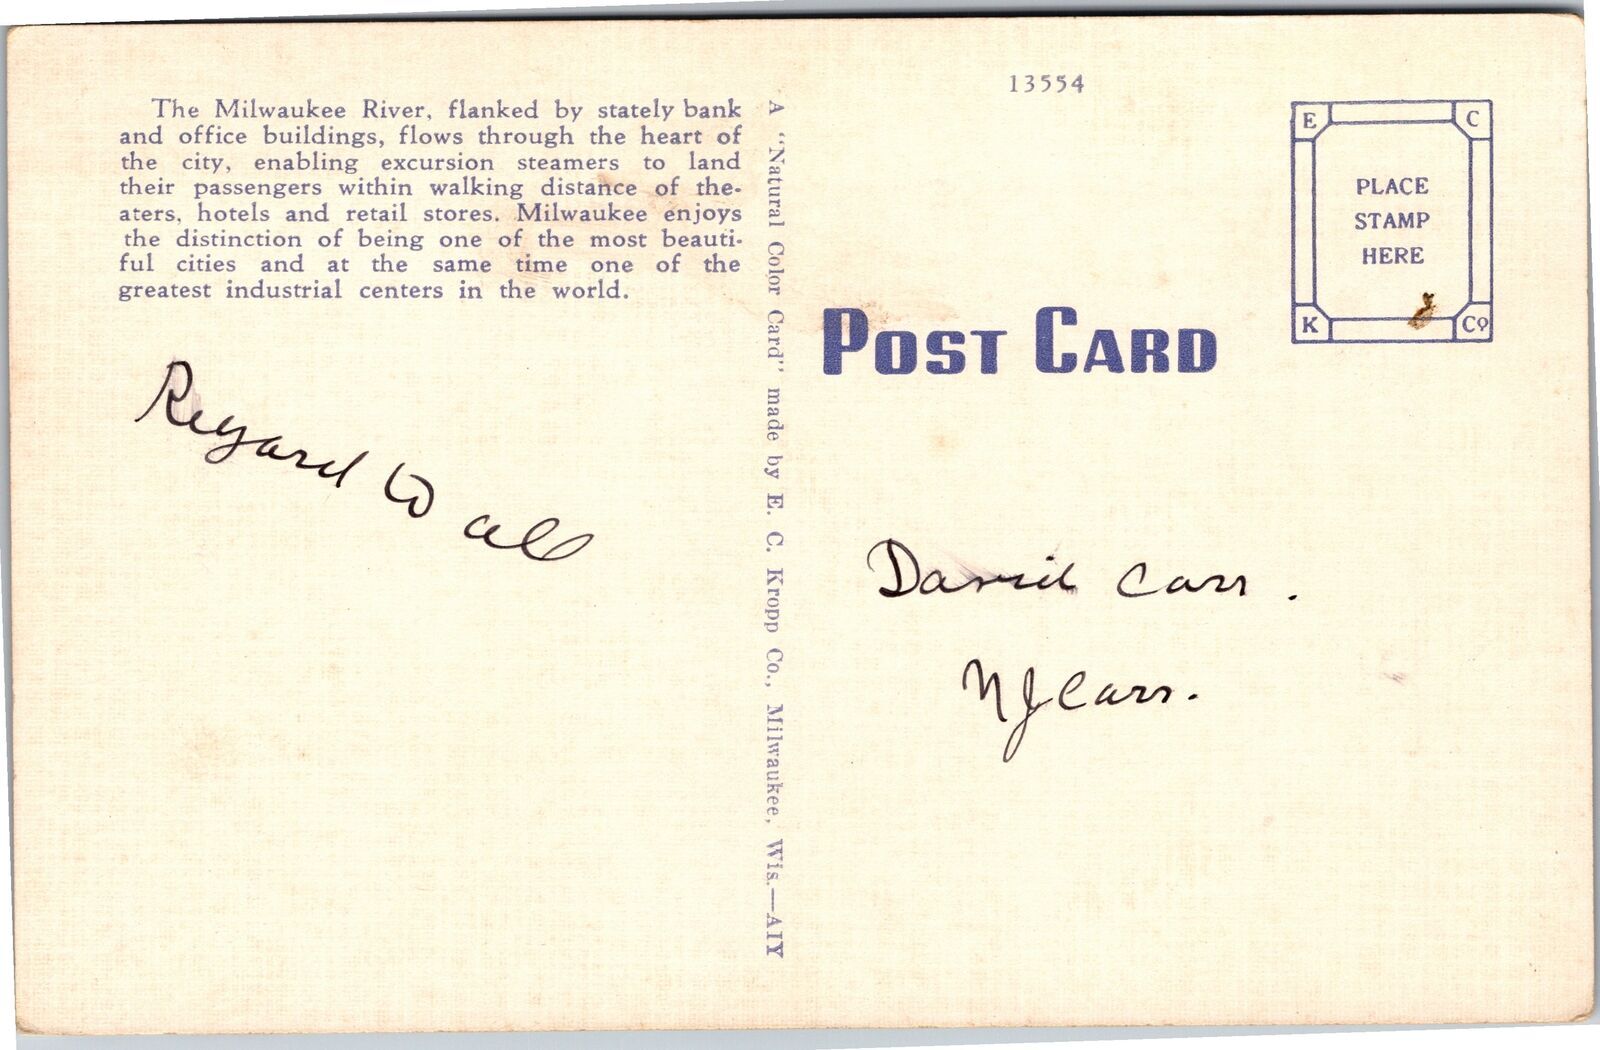 The Milwaukee River, flanked by stately bank
and office buildings, flows through the heart of
the city, enabling excursion steamers to land
their passengers within walking distance of the-
aters, hotels and retail stores. Milwaukee enjoys
the distinction of being one of the most beauti-
ful cities and at the same time one of the
greatest industrial centers in the world.
Regard to all
A "Natural Color Card" made by E. C. Kropp Co., Milwaukee, Wis.—AIY
13554
E C
PLACE
STAMP
HERE
K Co
POST CARD
David Carr.
NJCarr.